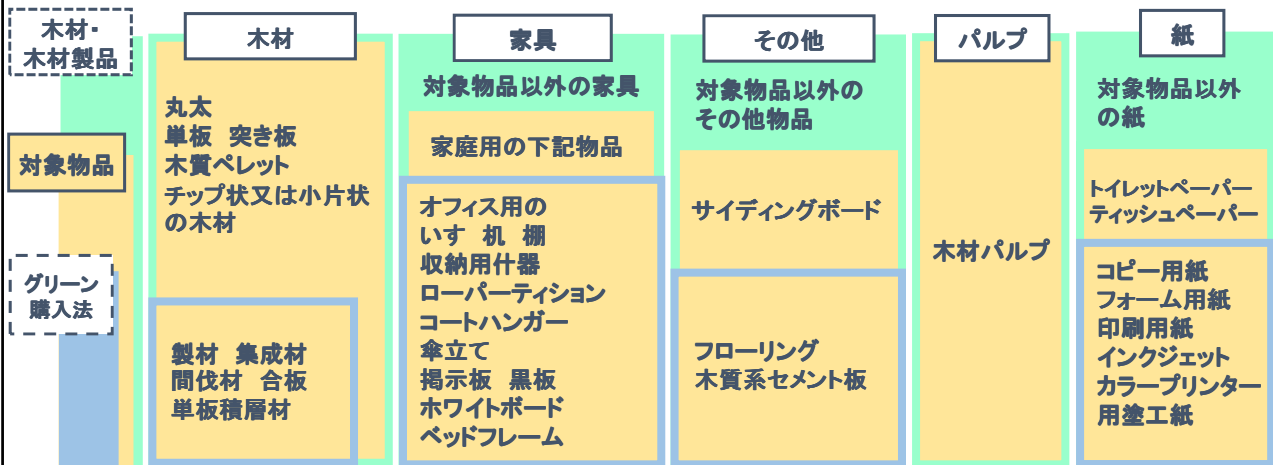 木材・
木材製品
対象物品
グリーン
購入法
木材
丸太
単板 突き板
木質ペレット
チップ状又は小片状
の木材
製材 集成材
間伐材 合板
単板積層材
家具
対象物品以外の家具
家庭用の下記物品
オフィス用の
いす 机 棚
収納用什器
ローパーティション
コートハンガー
傘立て
掲示板 黒板
ホワイトボード
ベッドフレーム
その他
対象物品以外の
その他物品
サイディングボード
フローリング
木質系セメント板
パルプ
木材パルプ
紙
対象物品以外
の紙
トイレットペーパー
ティッシュペーパー
コピー用紙
フォーム用紙
印刷用紙
インクジェット
カラープリンター
用塗工紙